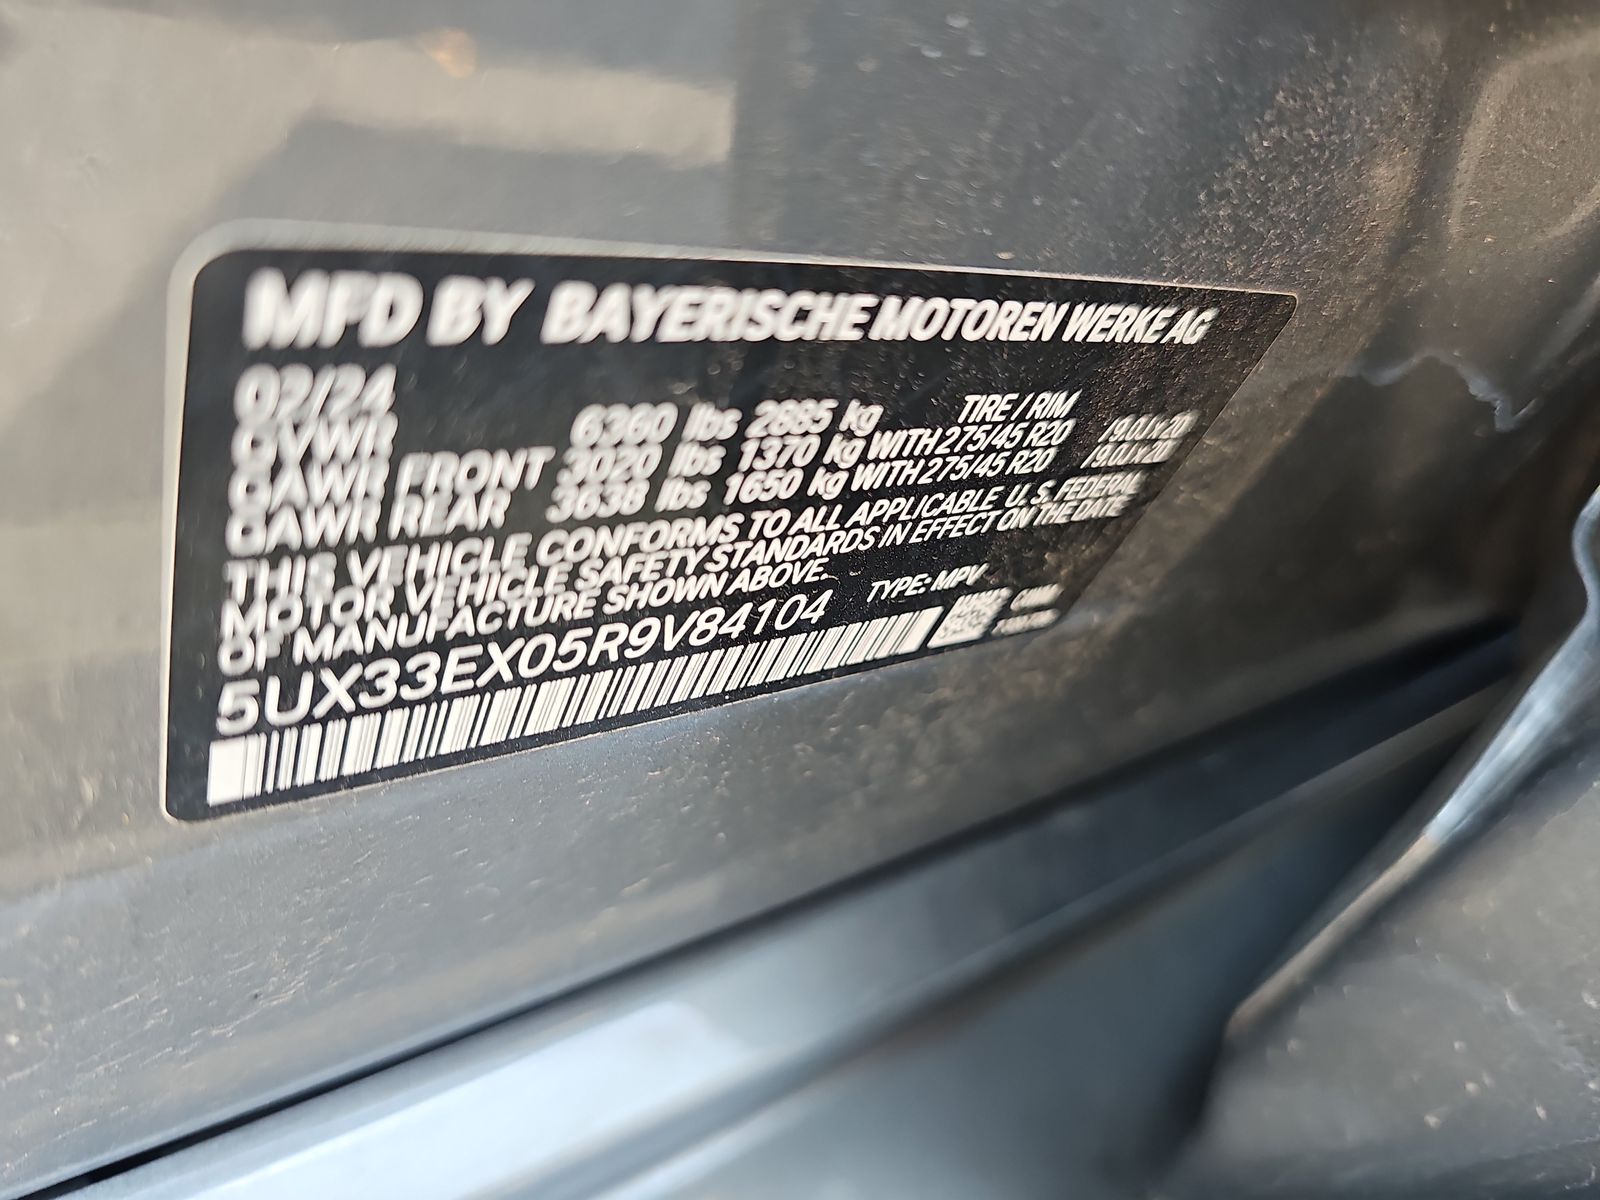 MFD BY BAYERISCHE MOTOREN WERKE AG
02/24
GVWR 6360 lbs 2885 kg TIRE / RIM
GAWR FRONT 3020 lbs 1370 kg WITH 275/45 R20 /9.0Jx20
GAWR REAR 3638 lbs 1650 kg WITH 275/45 R20 /9.0Jx20
THIS VEHICLE CONFORMS TO ALL APPLICABLE U. S. FEDERAL
MOTOR VEHICLE SAFETY STANDARDS IN EFFECT ON THE DATE
OF MANUFACTURE SHOWN ABOVE.
5UX33EX05R9V84104 TYPE: MPV